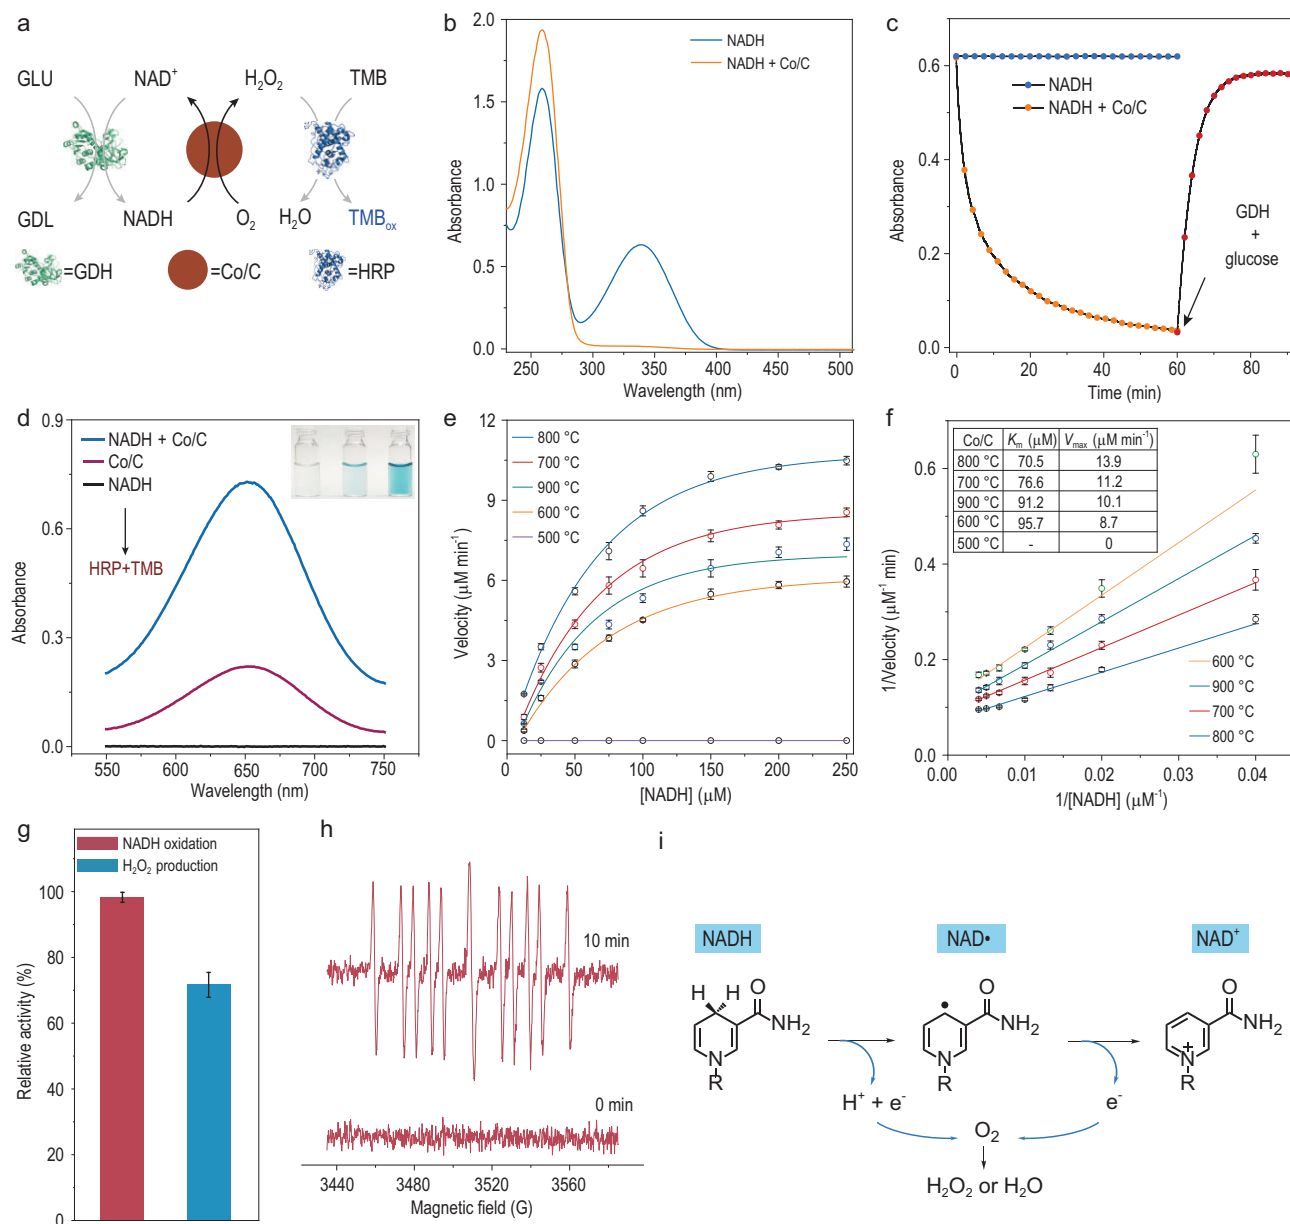 a
GLU NAD⁺ H₂O₂ TMB
GDL NADH O₂ H₂O TMBₒₓ
=GDH =Co/C =HRP
b
NADH
NADH + Co/C
2.0
1.5
1.0
0.5
0.0
Absorbance
250 300 350 400 450 500
Wavelength (nm)
c
NADH
NADH + Co/C
0.6
0.4
0.2
0.0
Absorbance
GDH
+
glucose
0 20 40 60 80
Time (min)
d
NADH + Co/C
Co/C
NADH
HRP+TMB
0.9
0.6
0.3
0.0
Absorbance
550 600 650 700 750
Wavelength (nm)
e
800 °C
700 °C
900 °C
600 °C
500 °C
12
9
6
3
0
Velocity (μM min⁻¹)
0 50 100 150 200 250
[NADH] (μM)
f
Co/C Kₘ (μM) Vₘₐₓ (μM min⁻¹)
800 °C 70.5 13.9
700 °C 76.6 11.2
900 °C 91.2 10.1
600 °C 95.7 8.7
500 °C - 0
0.6
0.4
0.2
0.0
1/Velocity (μM⁻¹ min)
600 °C
900 °C
700 °C
800 °C
0.00 0.01 0.02 0.03 0.04
1/[NADH] (μM⁻¹)
g
NADH oxidation
H₂O₂ production
100
80
60
40
20
0
Relative activity (%)
h
10 min
0 min
3440 3480 3520 3560
Magnetic field (G)
i
NADH NAD• NAD⁺
H H O O O
NH₂ NH₂ NH₂
N N N+
R R R
H⁺ + e⁻ e⁻
O₂
H₂O₂ or H₂O